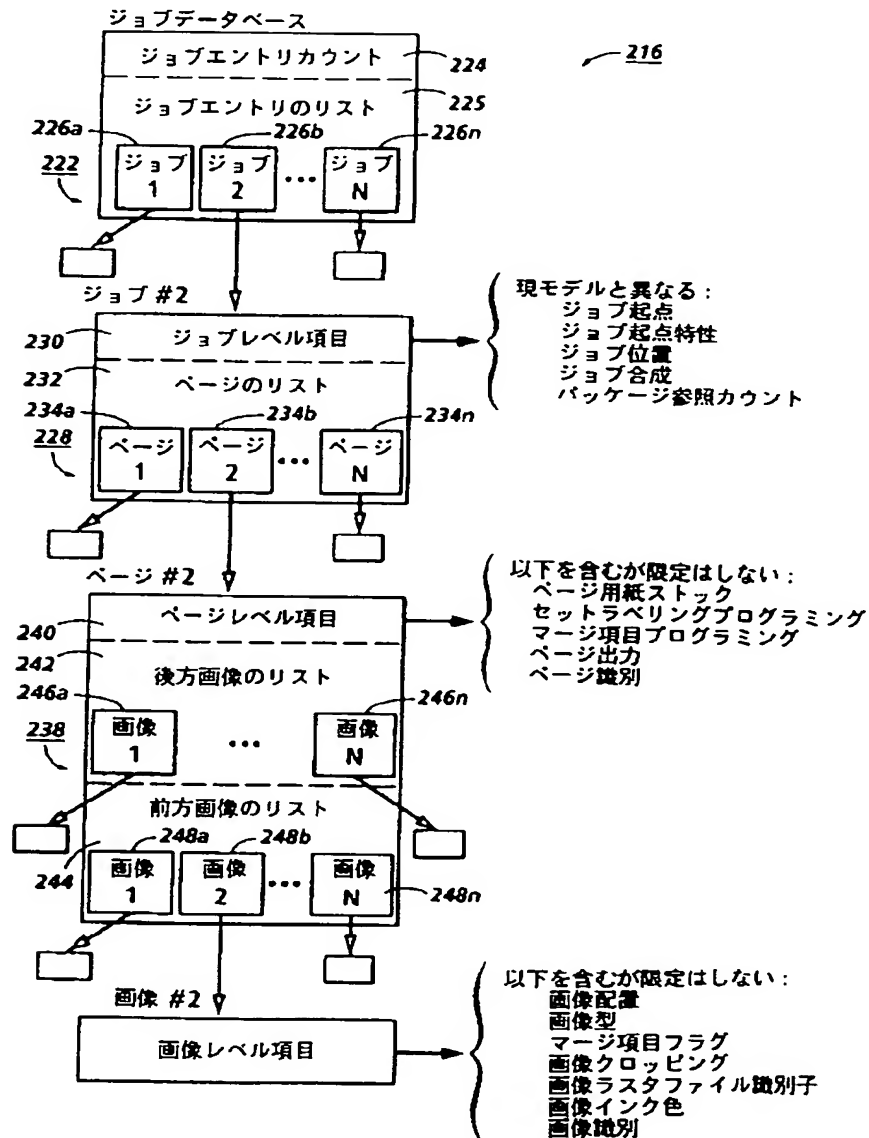 ジョブデータベース
ジョブエントリカウント
224
216
ジョブエントリのリスト
225
226a
226b
226n
222
ジョブ
1
ジョブ
2
...
ジョブ
N
ジョブ #2
230
ジョブレベル項目
232
ページのリスト
234a
234b
234n
228
ページ
1
ページ
2
...
ページ
N
現モデルと異なる：
ジョブ起点
ジョブ起点特性
ジョブ位置
ジョブ合成
パッケージ参照カウント
ページ #2
240
ページレベル項目
242
後方画像のリスト
246a
246n
238
画像
1
...
画像
N
前方画像のリスト
248a
248b
244
画像
1
画像
2
...
画像
N
248n
以下を含むが限定はしない：
ページ用紙ストック
セットラベリングプログラミング
マージ項目プログラミング
ページ出力
ページ識別
画像 #2
画像レベル項目
以下を含むが限定はしない：
画像配置
画像型
マージ項目フラグ
画像クロッピング
画像ラスタファイル識別子
画像インク色
画像識別